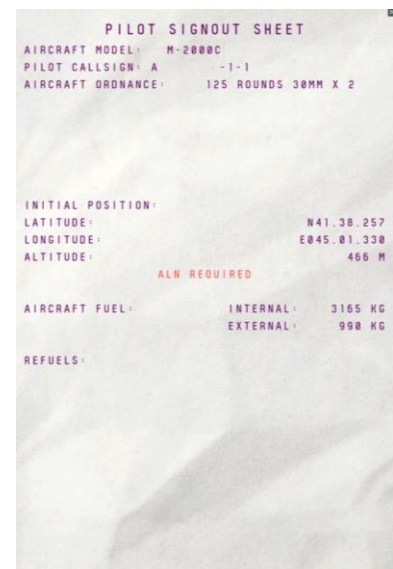 PILOT SIGNOUT SHEET
AIRCRAFT MODEL: M-2000C
PILOT CALLSIGN: A -1-1
AIRCRAFT ORDNANCE: 125 ROUNDS 30MM X 2
INITIAL POSITION:
LATITUDE: N41.38.257
LONGITUDE: E045.01.330
ALTITUDE: 466 M
ALN REQUIRED
AIRCRAFT FUEL: INTERNAL: 3165 KG
EXTERNAL: 990 KG
REFUELS: